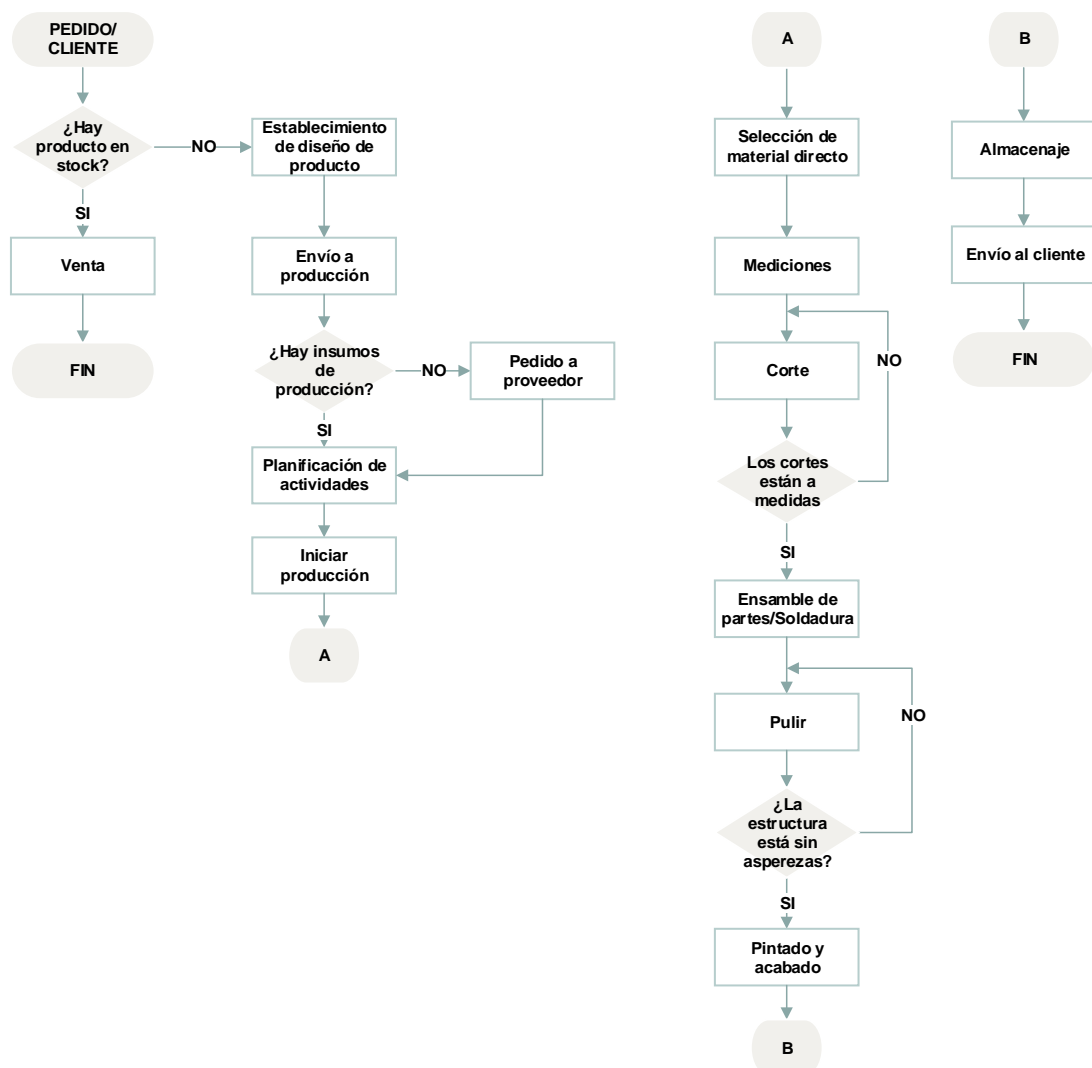 PEDIDO/
CLIENTE
¿Hay
producto en
stock?
NO
Establecimiento
de diseño de
producto
SI
Venta
FIN
Envío a
producción
¿Hay insumos
de
producción?
NO
Pedido a
proveedor
SI
Planificación de
actividades
Iniciar
producción
A
A
Selección de
material directo
Mediciones
Corte
NO
Los cortes
están a
medidas
SI
Ensamble de
partes/Soldadura
Pulir
NO
¿La
estructura
está sin
asperezas?
SI
Pintado y
acabado
B
B
Almacenaje
Envío al cliente
FIN